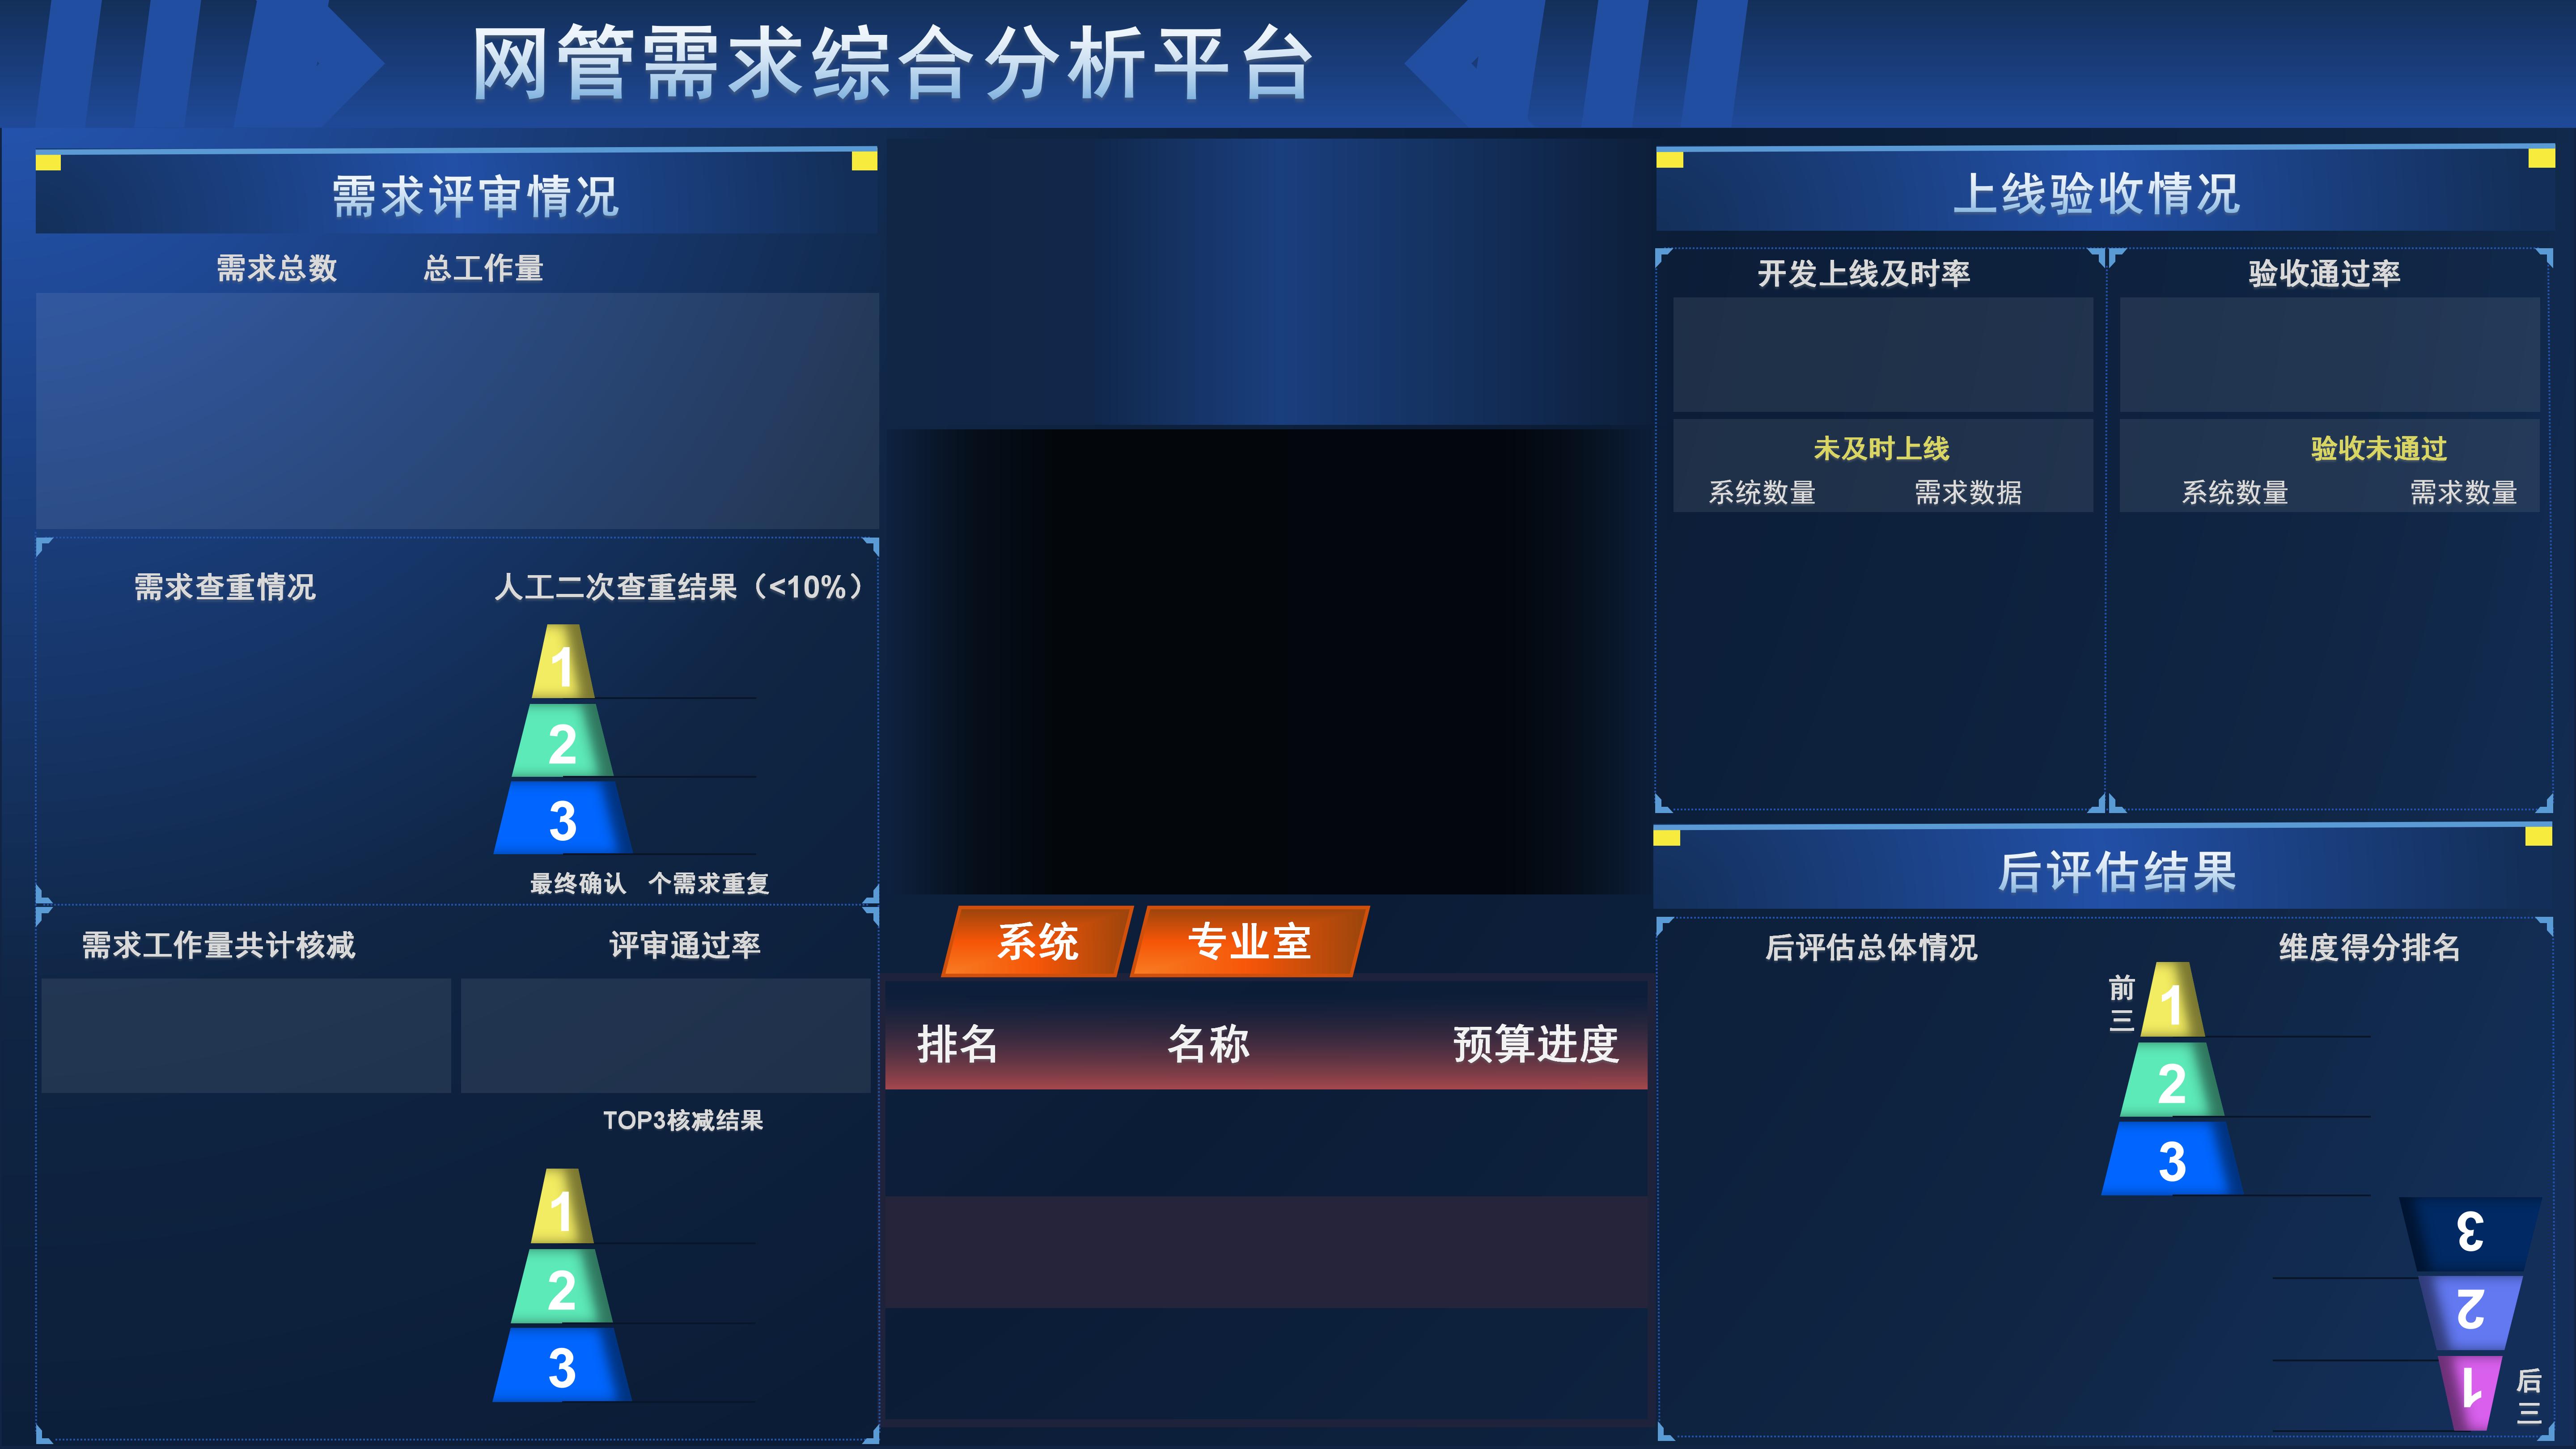 网管需求综合分析平台
需求评审情况
需求总数 总工作量
需求查重情况
人工二次查重结果（<10%）
1
2
3
最终确认 个需求重复
需求工作量共计核减
评审通过率
TOP3核减结果
1
2
3
系统
专业室
排名 名称 预算进度
上线验收情况
开发上线及时率
未及时上线
系统数量 需求数据
验收通过率
验收未通过
系统数量 需求数量
后评估结果
后评估总体情况
维度得分排名
前三
1
2
3
3
2
1
后三